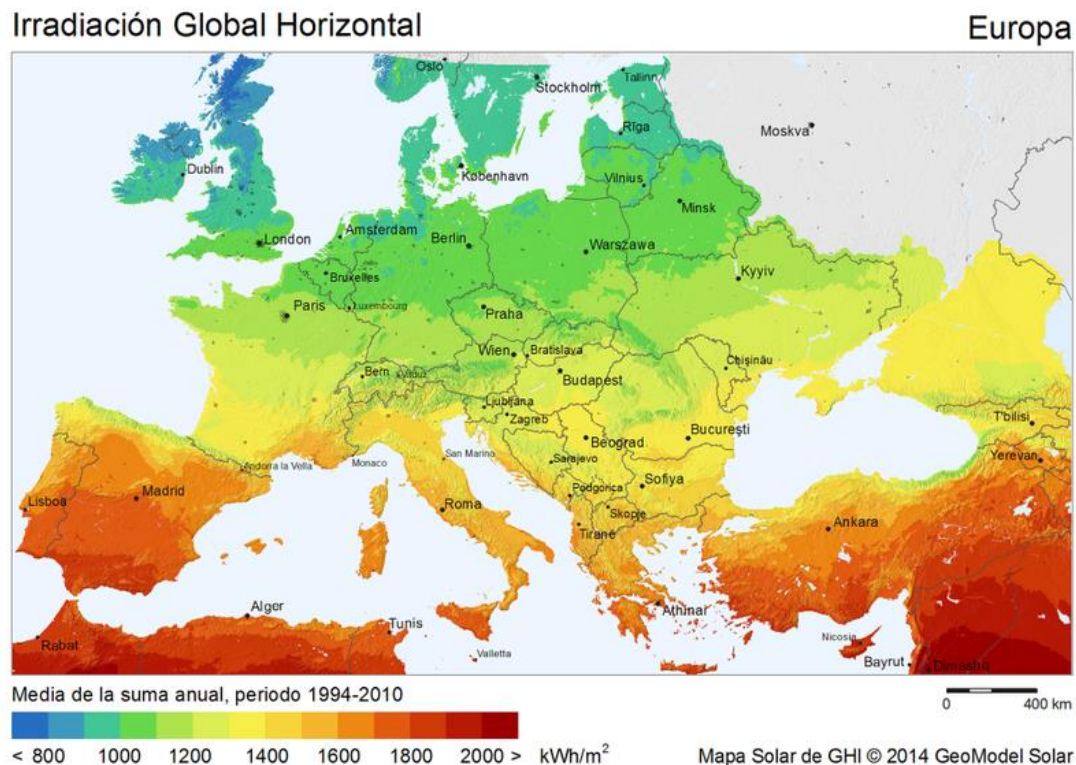 Irradiación Global Horizontal
Europa
Oslo
Stockholm
Tallinn
Rīga
Moskva
Dublin
København
Vilnius
Minsk
London
Amsterdam
Berlin
Warszawa
Bruxelles
Kyyiv
Paris
Luxembourg
Praha
Wien
Bratislava
Chişinău
Bern
Vaduz
Budapest
Ljubljana
Zagreb
T'bilisi
Beograd
Bucureşti
Andorra la Vella
Monaco
San Marino
Sarajevo
Yerevan
Lisboa
Madrid
Roma
Podgorica
Sofiya
Skopje
Tiranë
Ankara
Alger
Tunis
Athínai
Rabat
Valletta
Nicosia
Bayrut
Dimashq
Media de la suma anual, periodo 1994-2010
0 400 km
< 800 1000 1200 1400 1600 1800 2000 > kWh/m²
Mapa Solar de GHI © 2014 GeoModel Solar